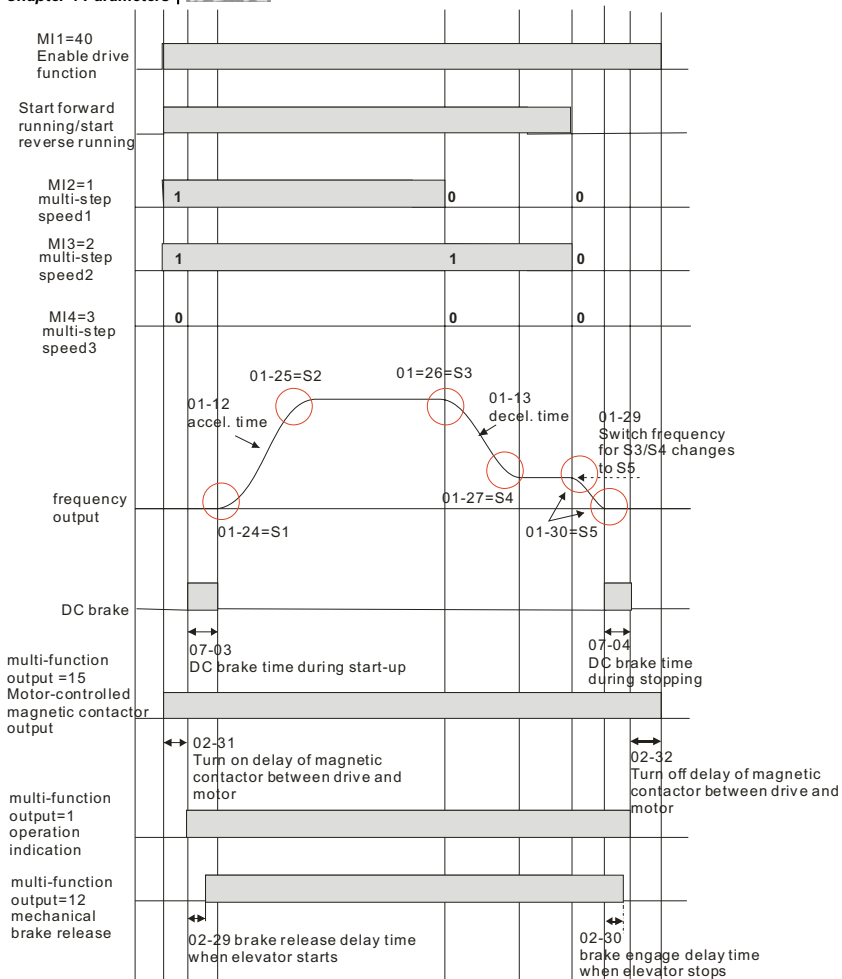 MI1=40
Enable drive
function
Start forward
running/start
reverse running
MI2=1
multi-step
speed1
1
0
0
MI3=2
multi-step
speed2
1
1
0
MI4=3
multi-step
speed3
0
0
0
01-25=S2
01=26=S3
01-12
accel. time
01-13
decel. time
01-29
Switch frequency
for S3/S4 changes
to S5
frequency
output
01-24=S1
01-27=S4
01-30=S5
DC brake
07-03
DC brake time during start-up
07-04
DC brake time
during stopping
multi-function
output =15
Motor-controlled
magnetic contactor
output
02-31
Turn on delay of magnetic
contactor between drive and
motor
02-32
Turn off delay of magnetic
contactor between drive and
motor
multi-function
output=1
operation
indication
multi-function
output=12
mechanical
brake release
02-29 brake release delay time
when elevator starts
02-30
brake engage delay time
when elevator stops